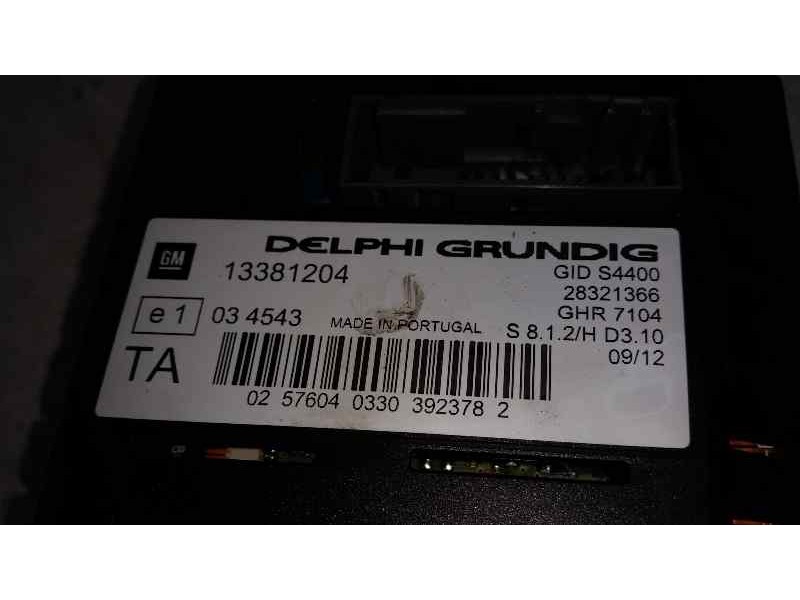 GM
DELPHI GRUNDIG
13381204
GID S4400
28321366
e1
03 4543
MADE IN PORTUGAL
GHR 7104
S 8.1.2/H D3.10
TA
09/12
02 57604 0330 392378 2